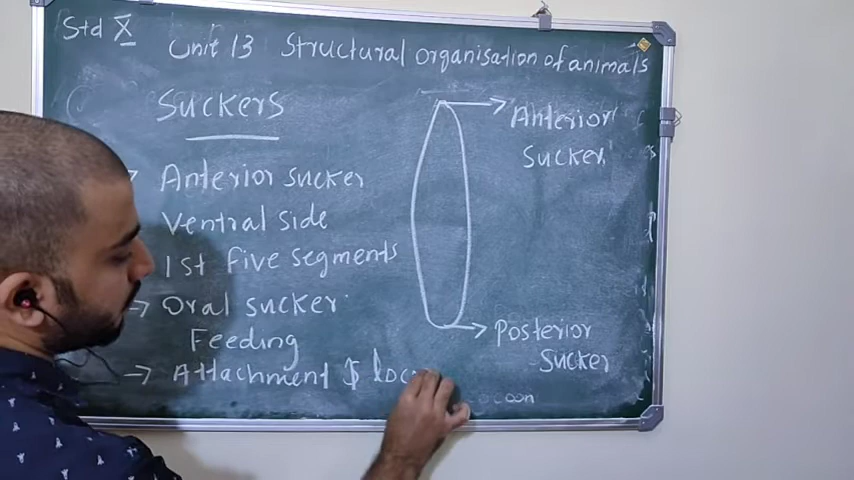 Std X
Unit 13 Structural organisation of animals
Suckers
Anterior sucker
Ventral side
1st five segments
→ Oral sucker
Feeding
→ Attachment &
Anterior
Sucker
Posterior
Sucker